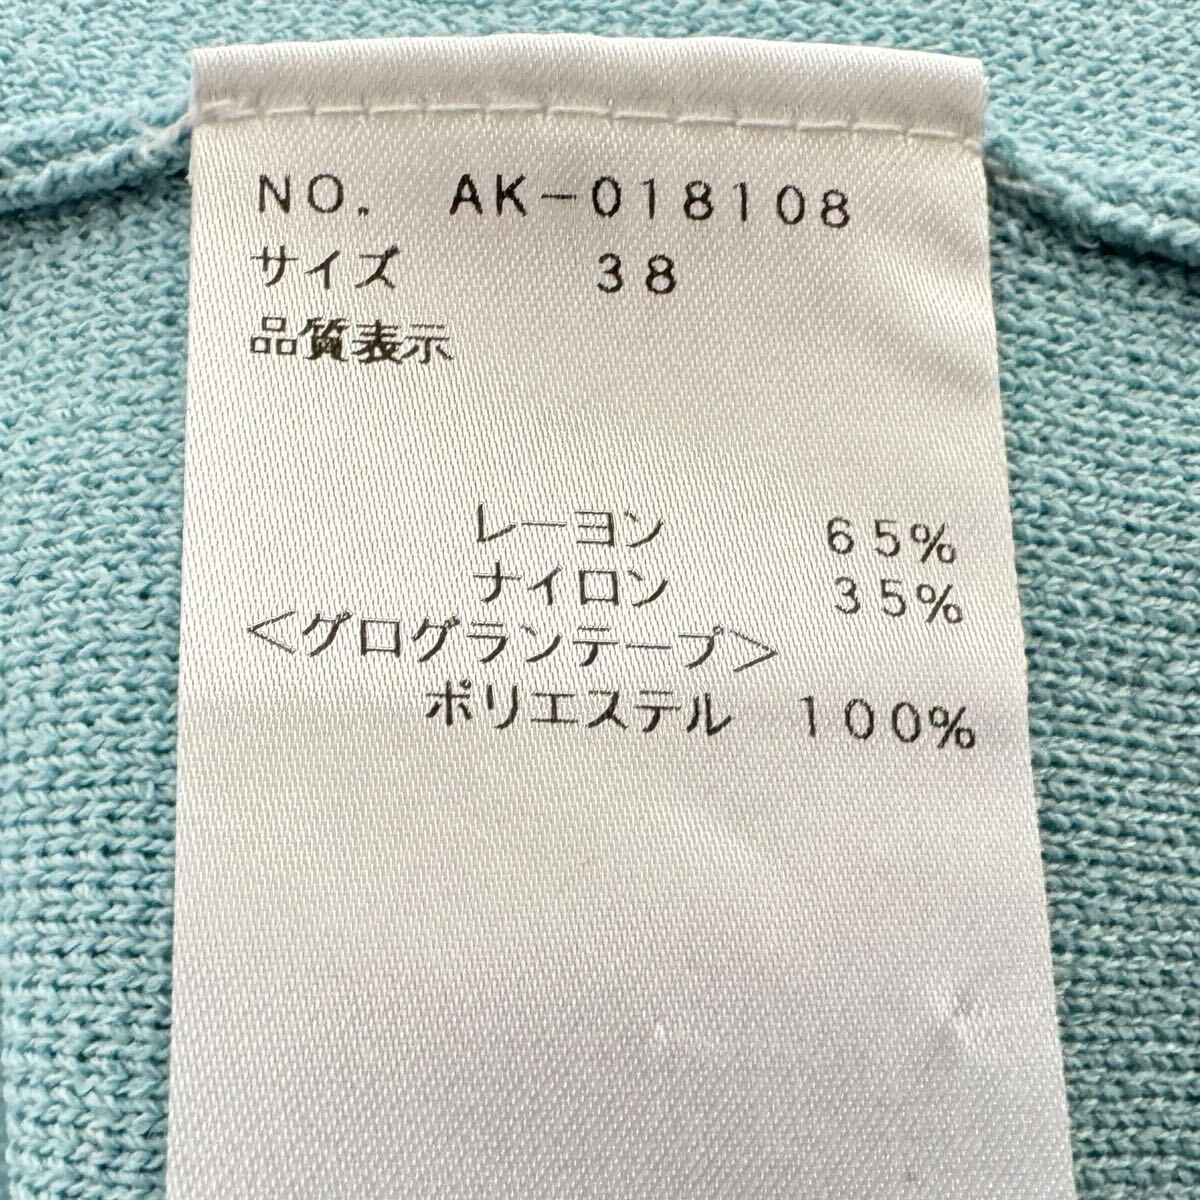 NO. AK-018108
サイズ 38
品質表示
レーヨン 65%
ナイロン 35%
<グログランテープ>
ポリエステル 100%